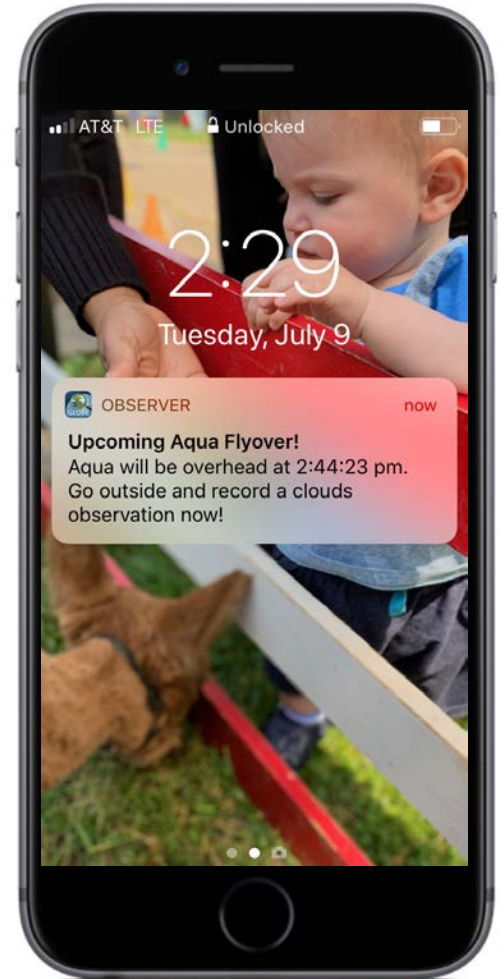 AT&T LTE Unlocked
2:29
Tuesday, July 9
GLOBE OBSERVER now
Upcoming Aqua Flyover!
Aqua will be overhead at 2:44:23 pm.
Go outside and record a clouds
observation now!